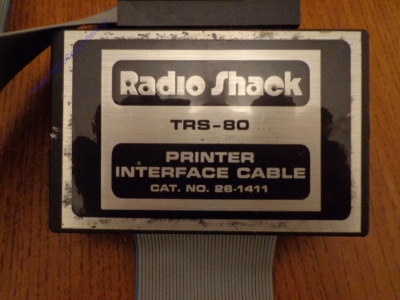 Radio Shack
TRS-80
PRINTER
INTERFACE CABLE
CAT. NO. 26-1411